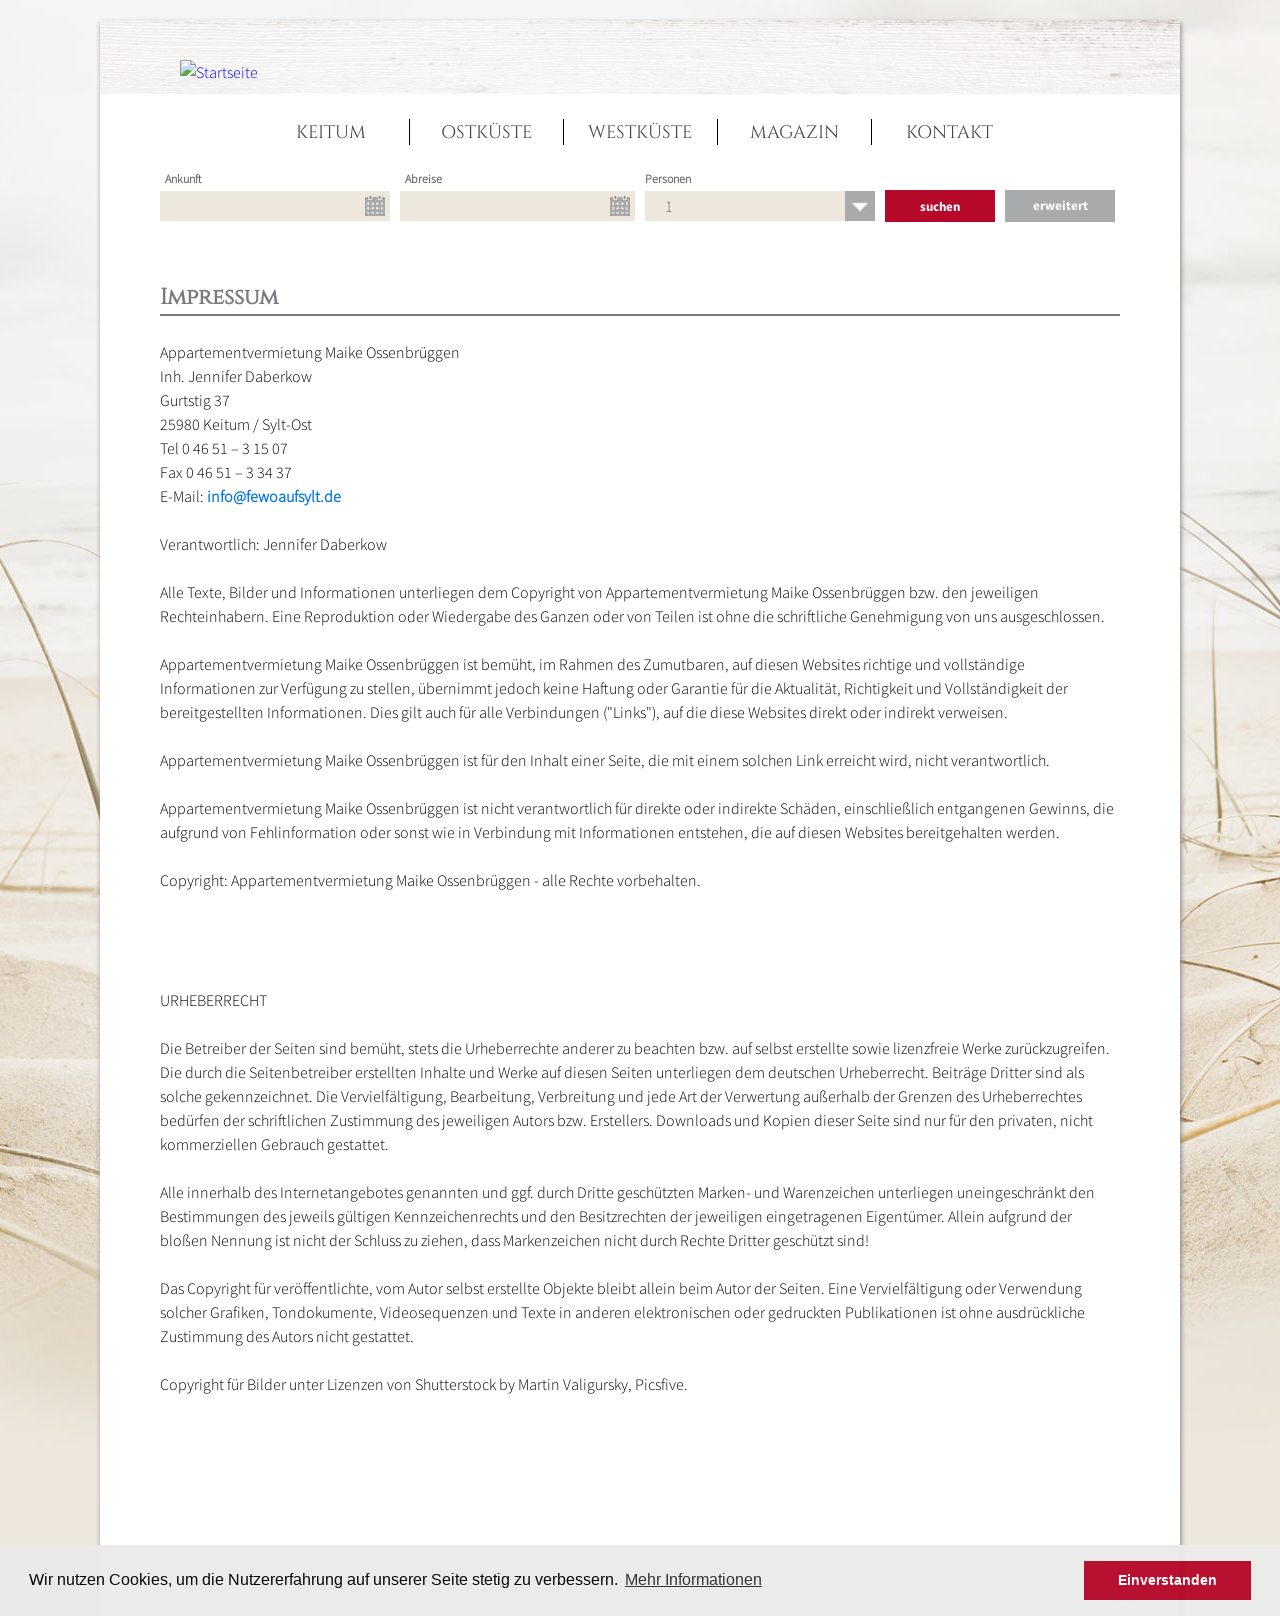 Startseite
KEITUM
OSTKÜSTE
WESTKÜSTE
MAGAZIN
KONTAKT
Ankunft
Abreise
Personen
1
suchen
erweitert
Impressum
Appartementvermietung Maike Ossenbrüggen
Inh. Jennifer Daberkow
Gurtstig 37
25980 Keitum / Sylt-Ost
Tel 0 46 51 – 3 15 07
Fax 0 46 51 – 3 34 37
E-Mail: info@fewoaufsylt.de
Verantwortlich: Jennifer Daberkow
Alle Texte, Bilder und Informationen unterliegen dem Copyright von Appartementvermietung Maike Ossenbrüggen bzw. den jeweiligen
Rechteinhabern. Eine Reproduktion oder Wiedergabe des Ganzen oder von Teilen ist ohne die schriftliche Genehmigung von uns ausgeschlossen.
Appartementvermietung Maike Ossenbrüggen ist bemüht, im Rahmen des Zumutbaren, auf diesen Websites richtige und vollständige
Informationen zur Verfügung zu stellen, übernimmt jedoch keine Haftung oder Garantie für die Aktualität, Richtigkeit und Vollständigkeit der
bereitgestellten Informationen. Dies gilt auch für alle Verbindungen ("Links"), auf die diese Websites direkt oder indirekt verweisen.
Appartementvermietung Maike Ossenbrüggen ist für den Inhalt einer Seite, die mit einem solchen Link erreicht wird, nicht verantwortlich.
Appartementvermietung Maike Ossenbrüggen ist nicht verantwortlich für direkte oder indirekte Schäden, einschließlich entgangenen Gewinns, die
aufgrund von Fehlinformation oder sonst wie in Verbindung mit Informationen entstehen, die auf diesen Websites bereitgehalten werden.
Copyright: Appartementvermietung Maike Ossenbrüggen - alle Rechte vorbehalten.
URHEBERRECHT
Die Betreiber der Seiten sind bemüht, stets die Urheberrechte anderer zu beachten bzw. auf selbst erstellte sowie lizenzfreie Werke zurückzugreifen.
Die durch die Seitenbetreiber erstellten Inhalte und Werke auf diesen Seiten unterliegen dem deutschen Urheberrecht. Beiträge Dritter sind als
solche gekennzeichnet. Die Vervielfältigung, Bearbeitung, Verbreitung und jede Art der Verwertung außerhalb der Grenzen des Urheberrechtes
bedürfen der schriftlichen Zustimmung des jeweiligen Autors bzw. Erstellers. Downloads und Kopien dieser Seite sind nur für den privaten, nicht
kommerziellen Gebrauch gestattet.
Alle innerhalb des Internetangebotes genannten und ggf. durch Dritte geschützten Marken- und Warenzeichen unterliegen uneingeschränkt den
Bestimmungen des jeweils gültigen Kennzeichenrechts und den Besitzrechten der jeweiligen eingetragenen Eigentümer. Allein aufgrund der
bloßen Nennung ist nicht der Schluss zu ziehen, dass Markenzeichen nicht durch Rechte Dritter geschützt sind!
Das Copyright für veröffentlichte, vom Autor selbst erstellte Objekte bleibt allein beim Autor der Seiten. Eine Vervielfältigung oder Verwendung
solcher Grafiken, Tondokumente, Videosequenzen und Texte in anderen elektronischen oder gedruckten Publikationen ist ohne ausdrückliche
Zustimmung des Autors nicht gestattet.
Copyright für Bilder unter Lizenzen von Shutterstock by Martin Valigursky, Picsfive.
Wir nutzen Cookies, um die Nutzererfahrung auf unserer Seite stetig zu verbessern. Mehr Informationen
Einverstanden